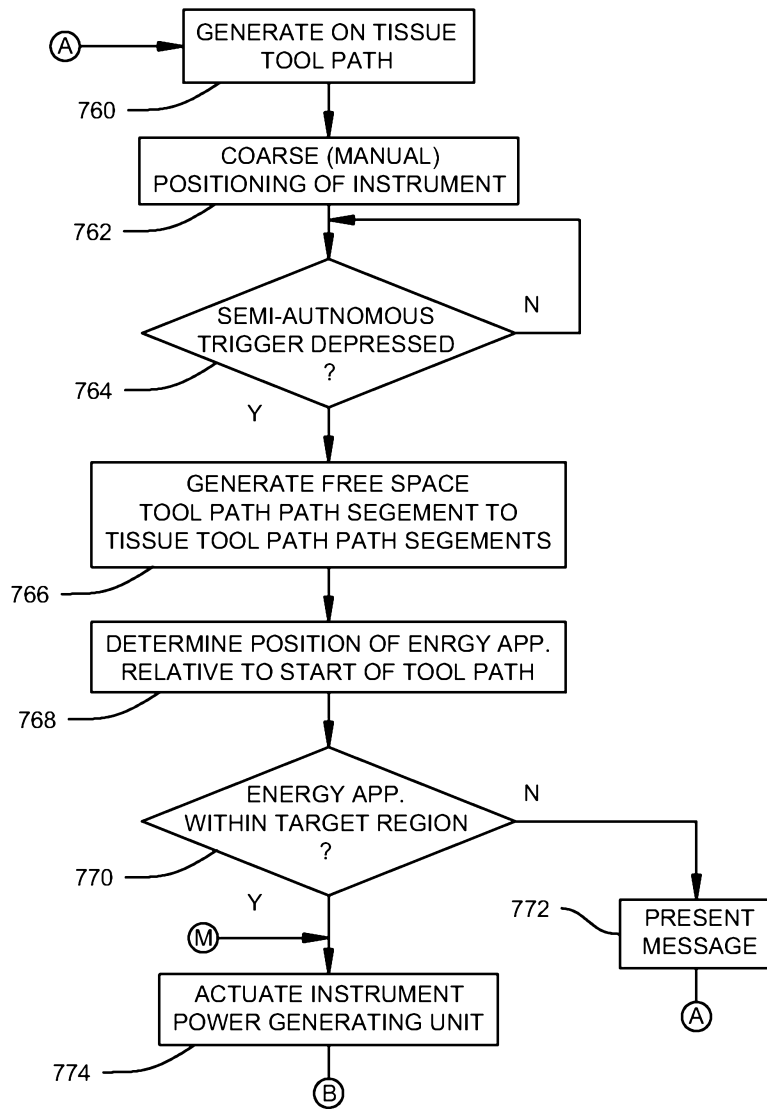 A
GENERATE ON TISSUE
TOOL PATH
760
COARSE (MANUAL)
POSITIONING OF INSTRUMENT
762
SEMI-AUTNOMOUS
TRIGGER DEPRESSED
?
N
764
Y
GENERATE FREE SPACE
TOOL PATH PATH SEGEMENT TO
TISSUE TOOL PATH PATH SEGEMENTS
766
DETERMINE POSITION OF ENRGY APP.
RELATIVE TO START OF TOOL PATH
768
ENERGY APP.
WITHIN TARGET REGION
?
N
770
Y
772
PRESENT
MESSAGE
A
M
ACTUATE INSTRUMENT
POWER GENERATING UNIT
774
B